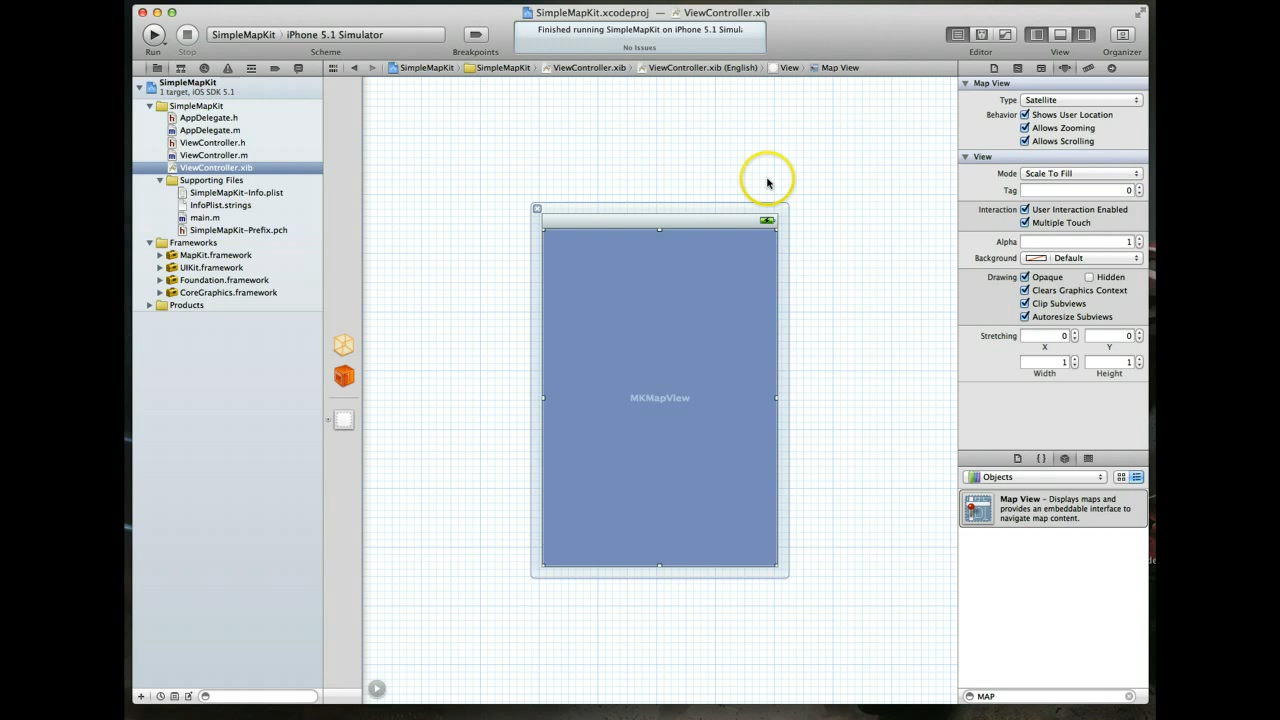 SimpleMapKit.xcodeproj — ViewController.xib
Run
Stop
SimpleMapKit › iPhone 5.1 Simulator
Scheme
Breakpoints
Finished running SimpleMapKit on iPhone 5.1 Simula
No Issues
Editor
View
Organizer
SimpleMapKit
1 target, iOS SDK 5.1
SimpleMapKit
AppDelegate.h
AppDelegate.m
ViewController.h
ViewController.m
ViewController.xib
Supporting Files
SimpleMapKit-Info.plist
InfoPlist.strings
main.m
SimpleMapKit-Prefix.pch
Frameworks
MapKit.framework
UIKit.framework
Foundation.framework
CoreGraphics.framework
Products
SimpleMapKit
SimpleMapKit
ViewController.xib
ViewController.xib (English)
View
Map View
MKMapView
Map View
Type Satellite
Behavior Shows User Location
Allows Zooming
Allows Scrolling
View
Mode Scale To Fill
Tag 0
Interaction User Interaction Enabled
Multiple Touch
Alpha 1
Background Default
Drawing Opaque Hidden
Clears Graphics Context
Clip Subviews
Autoresize Subviews
Stretching 0 0
X Y
1 1
Width Height
{ }
Objects
Map View – Displays maps and
provides an embeddable interface to
navigate map content.
MAP